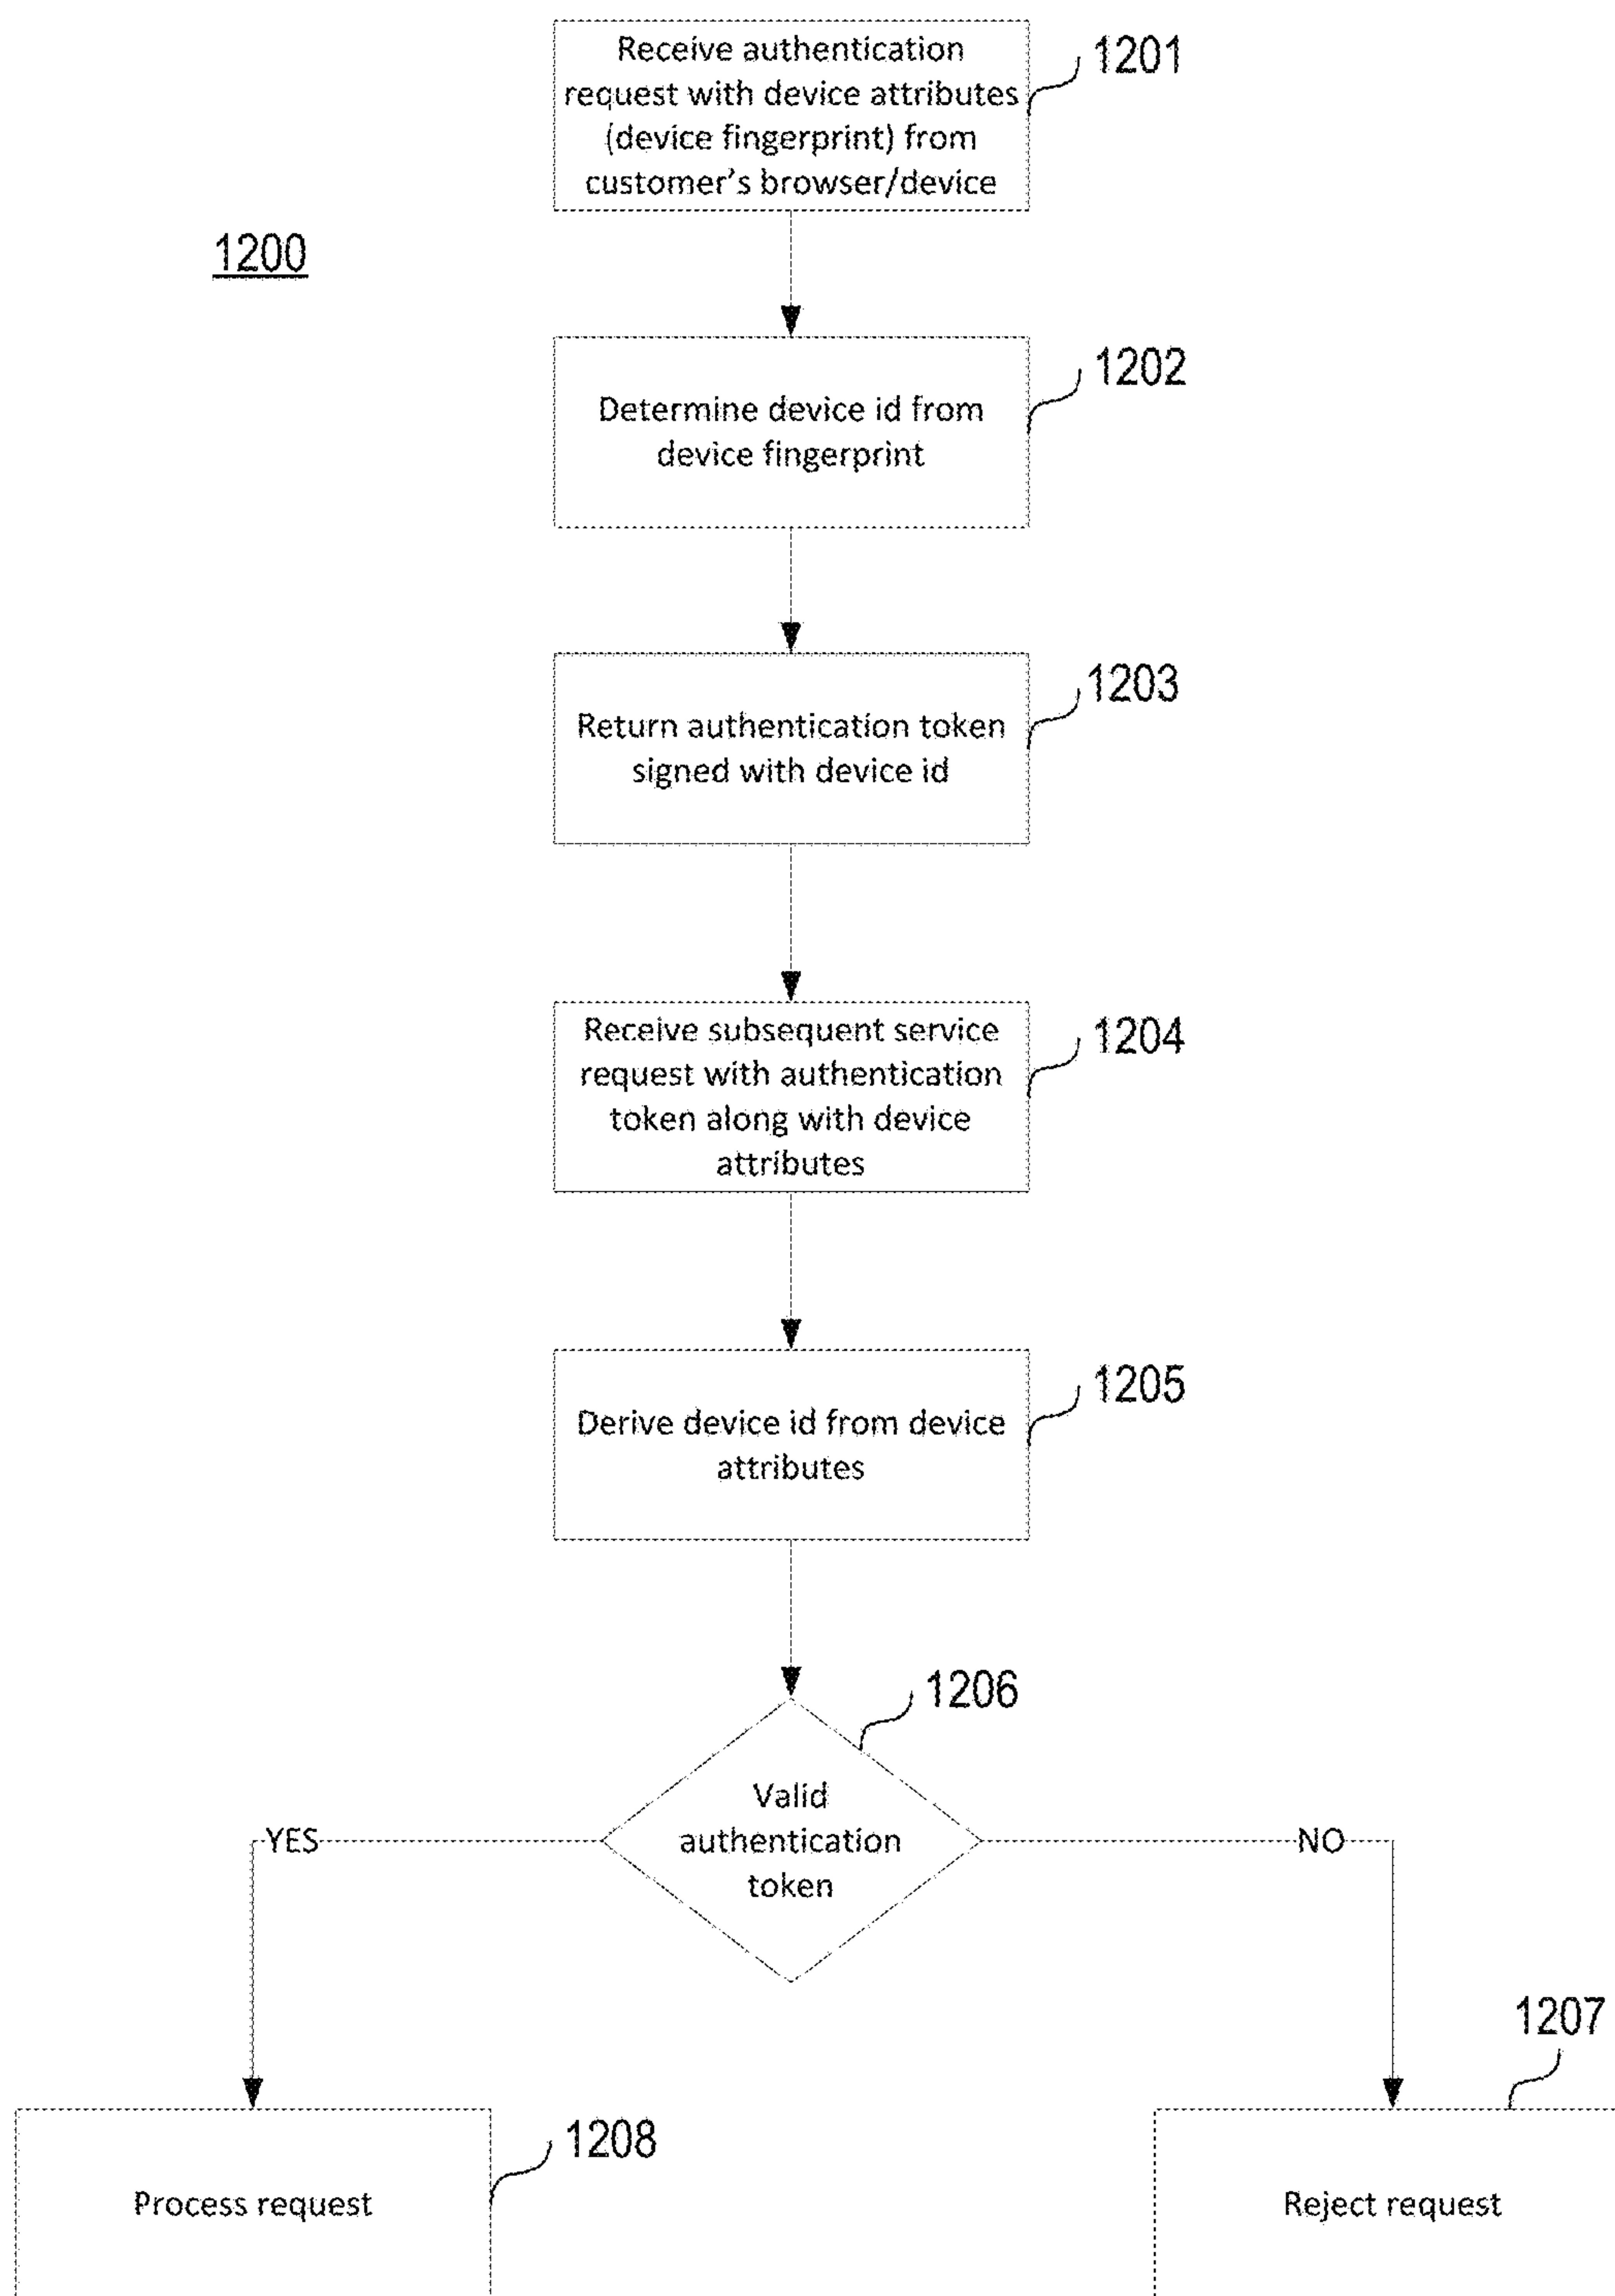 Receive authentication
request with device attributes
(device fingerprint) from
customer's browser/device
1201
1200
Determine device id from
device fingerprint
1202
Return authentication token
signed with device id
1203
Receive subsequent service
request with authentication
token along with device
attributes
1204
Derive device id from device
attributes
1205
1206
Valid
authentication
token
YES
NO
1207
1208
Process request
Reject request